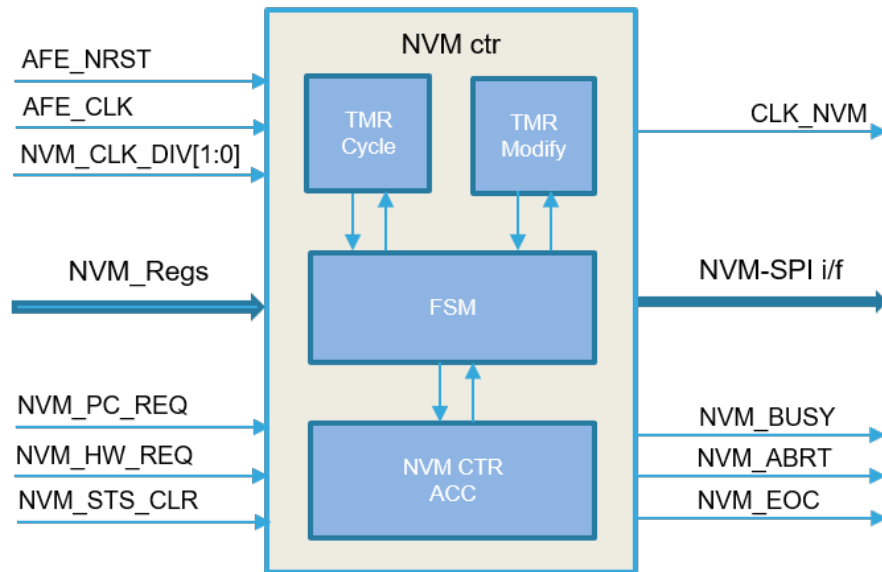 NVM ctr
AFE_NRST
AFE_CLK
NVM_CLK_DIV[1:0]
TMR
Cycle
TMR
Modify
CLK_NVM
NVM_Regs
FSM
NVM-SPI i/f
NVM_PC_REQ
NVM_HW_REQ
NVM_STS_CLR
NVM CTR
ACC
NVM_BUSY
NVM_ABRT
NVM_EOC